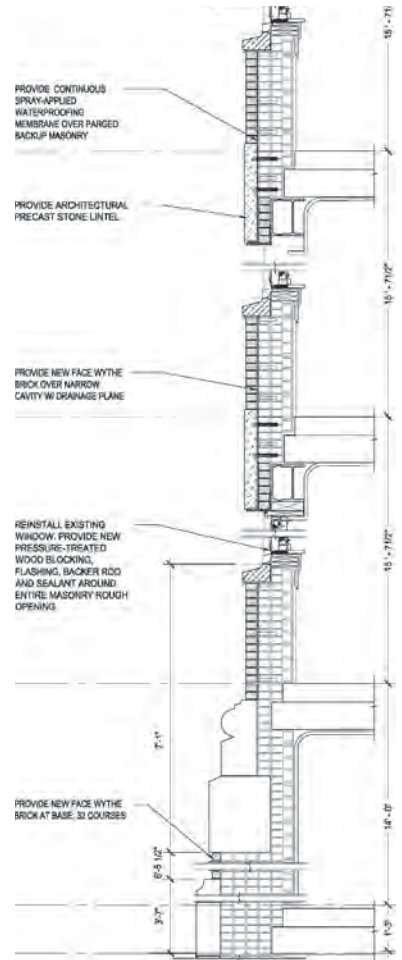 PROVIDE CONTINUOUS
SPRAY-APPLIED
WATERPROOFING
MEMBRANE OVER PARGED
BACKUP MASONRY
PROVIDE ARCHITECTURAL
PRECAST STONE LINTEL
PROVIDE NEW FACE WYTHE
BRICK OVER NARROW
CAVITY W/ DRAINAGE PLANE
REINSTALL EXISTING
WINDOW. PROVIDE NEW
PRESSURE-TREATED
WOOD BLOCKING,
FLASHING, BACKER ROD
AND SEALANT AROUND
ENTIRE MASONRY ROUGH
OPENING
PROVIDE NEW FACE WYTHE
BRICK AT BASE, 32 COURSES
7'-1"
6'-5 1/2"
3'-7"
15'-7 1/2"
15'-7 1/2"
14'-0"
1'-3"